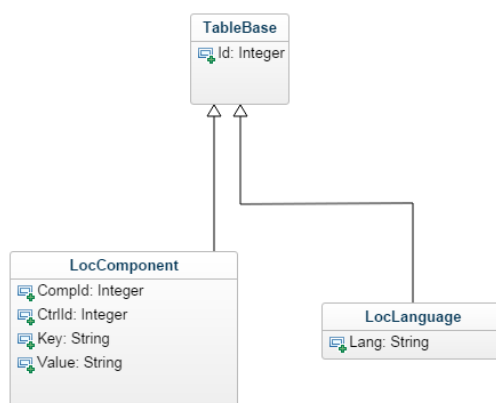 TableBase
Id: Integer
LocComponent
CompId: Integer
CtrlId: Integer
Key: String
Value: String
LocLanguage
Lang: String